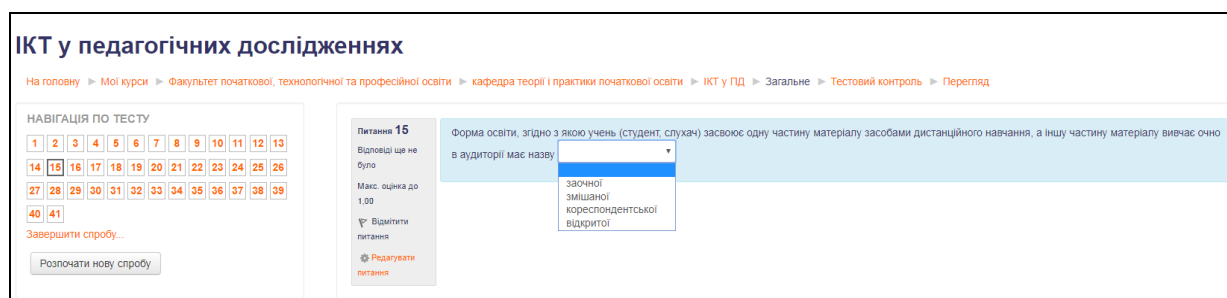 ІКТ у педагогічних дослідженнях
На головну ► Мої курси ► Факультет початкової, технологічної та професійної освіти ► кафедра теорії і практики початкової освіти ► ІКТ у ПД ► Загальне ► Тестовий контроль ► Перегляд
НАВІГАЦІЯ ПО ТЕСТУ
1 2 3 4 5 6 7 8 9 10 11 12 13
14 15 16 17 18 19 20 21 22 23 24 25 26
27 28 29 30 31 32 33 34 35 36 37 38 39
40 41
Завершити спробу...
Розпочати нову спробу
Питання 15
Відповіді ще не
було
Макс. оцінка до
1,00
Відмітити
питання
Редагувати
питання
Форма освіти, згідно з якою учень (студент, слухач) засвоює одну частину матеріалу засобами дистанційного навчання, а іншу частину матеріалу вивчає очно
в аудиторії має назву
заочної
змішаної
кореспондентської
відкритої